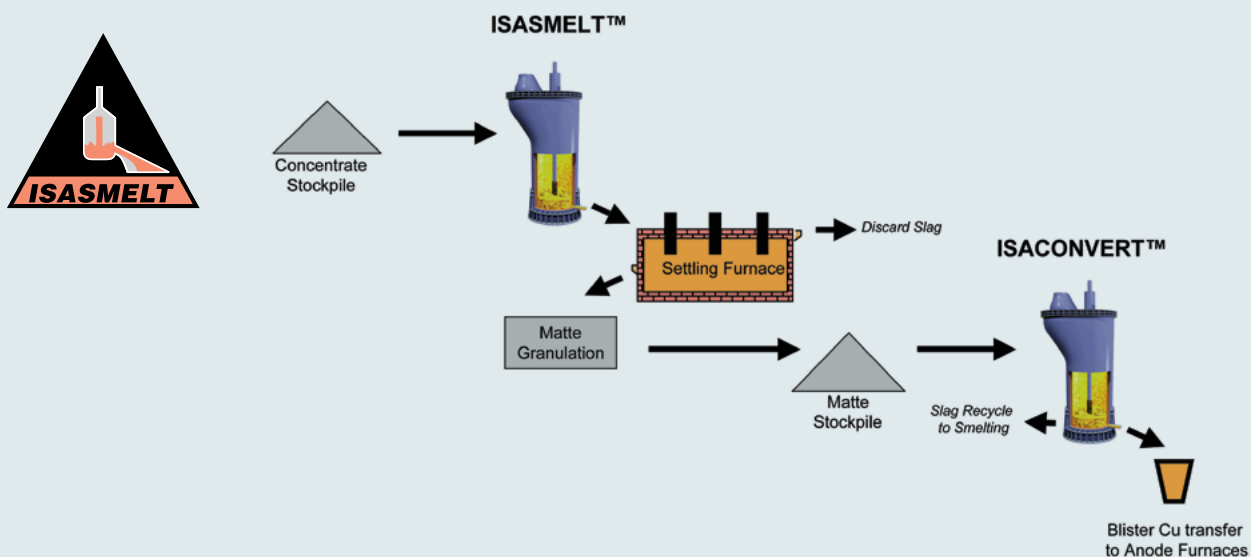 ISASMELT™
ISASMELT
Concentrate
Stockpile
Discard Slag
Settling Furnace
ISACONVERT™
Matte
Granulation
Matte
Stockpile
Slag Recycle
to Smelting
Blister Cu transfer
to Anode Furnaces